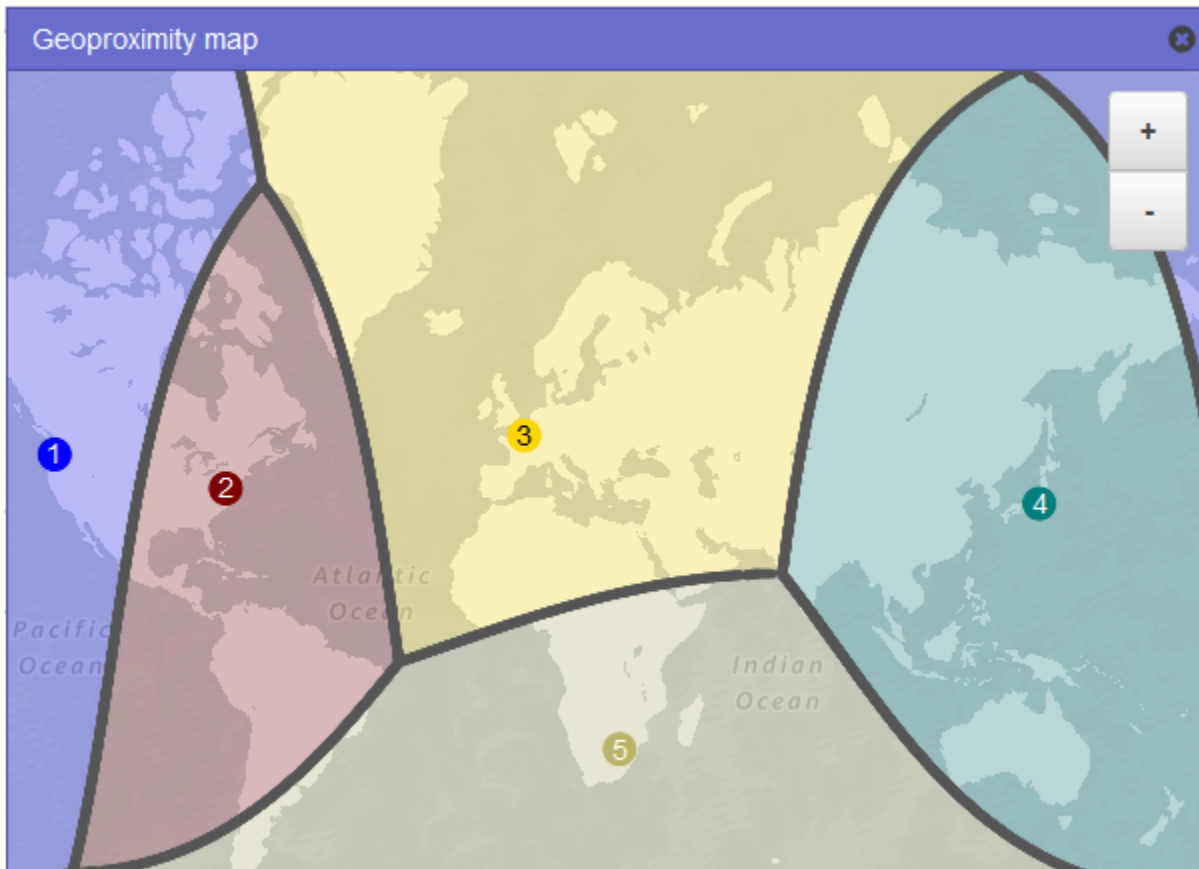 Geoproximity map
+
-
3
1
2
4
Atlantic
Ocean
Pacific
Ocean
Indian
Ocean
5